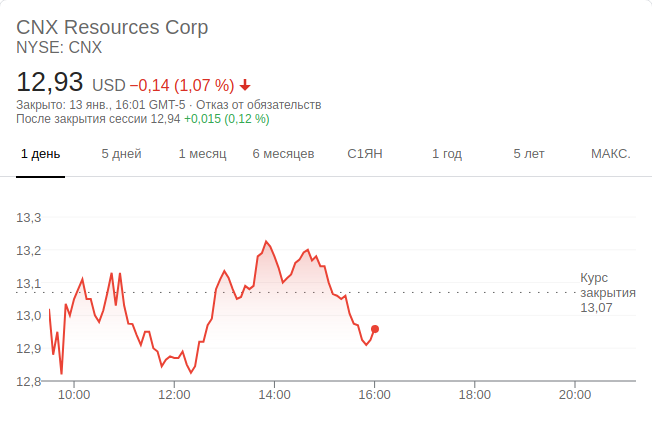 CNX Resources Corp
NYSE: CNX
12,93 USD −0,14 (1,07 %)
Закрыто: 13 янв., 16:01 GMT-5 · Отказ от обязательств
После закрытия сессии 12,94 +0,015 (0,12 %)
1 день 5 дней 1 месяц 6 месяцев С1ЯН 1 год 5 лет МАКС.
13,3
13,2
13,1
13,0
12,9
12,8
Курс
закрытия
13,07
10:00 12:00 14:00 16:00 18:00 20:00